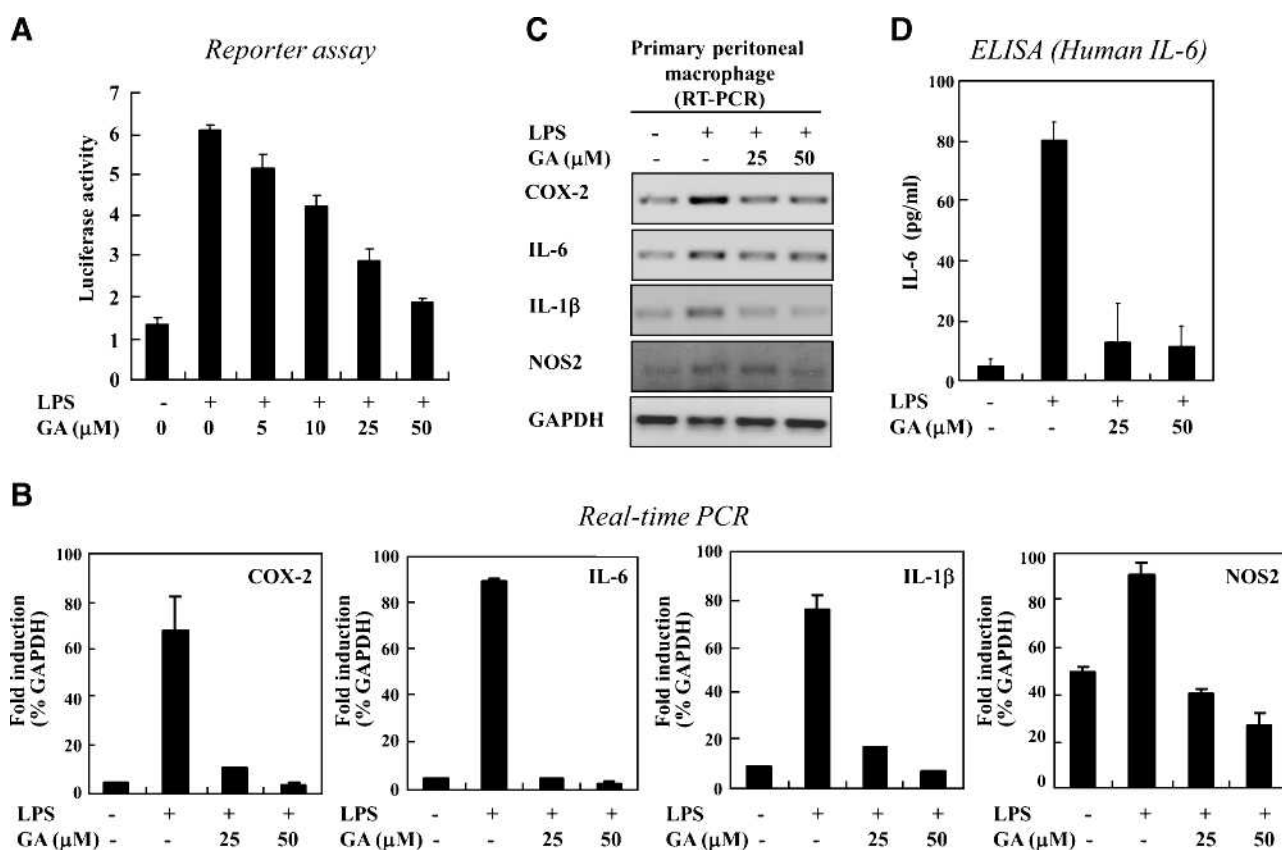 A
Reporter assay
Luciferase activity
7
6
5
4
3
2
1
0
LPS - + + + + +
GA (μM) 0 0 5 10 25 50
C
Primary peritoneal
macrophage
(RT-PCR)
LPS - + + +
GA (μM) - - 25 50
COX-2
IL-6
IL-1β
NOS2
GAPDH
D
ELISA (Human IL-6)
IL-6 (pg/ml)
100
80
60
40
20
0
LPS - + + +
GA (μM) - - 25 50
B
Real-time PCR
COX-2
Fold induction
(% GAPDH)
100
80
60
40
20
0
LPS - + + +
GA (μM) - - 25 50
IL-6
Fold induction
(% GAPDH)
100
80
60
40
20
0
LPS - + + +
GA (μM) - - 25 50
IL-1β
Fold induction
(% GAPDH)
100
80
60
40
20
0
LPS - + + +
GA (μM) - - 25 50
NOS2
Fold induction
(% GAPDH)
100
80
60
40
20
0
LPS - + + +
GA (μM) - - 25 50